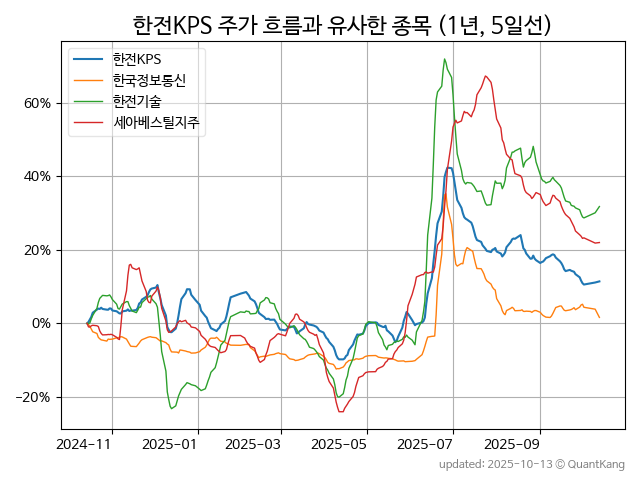 한전KPS 주가 흐름과 유사한 종목 (1년, 5일선)
한전KPS
한국정보통신
한전기술
세아베스틸지주
60%
40%
20%
0%
−20%
2024-11
2025-01
2025-03
2025-05
2025-07
2025-09
updated: 2025-10-13 © QuantKang